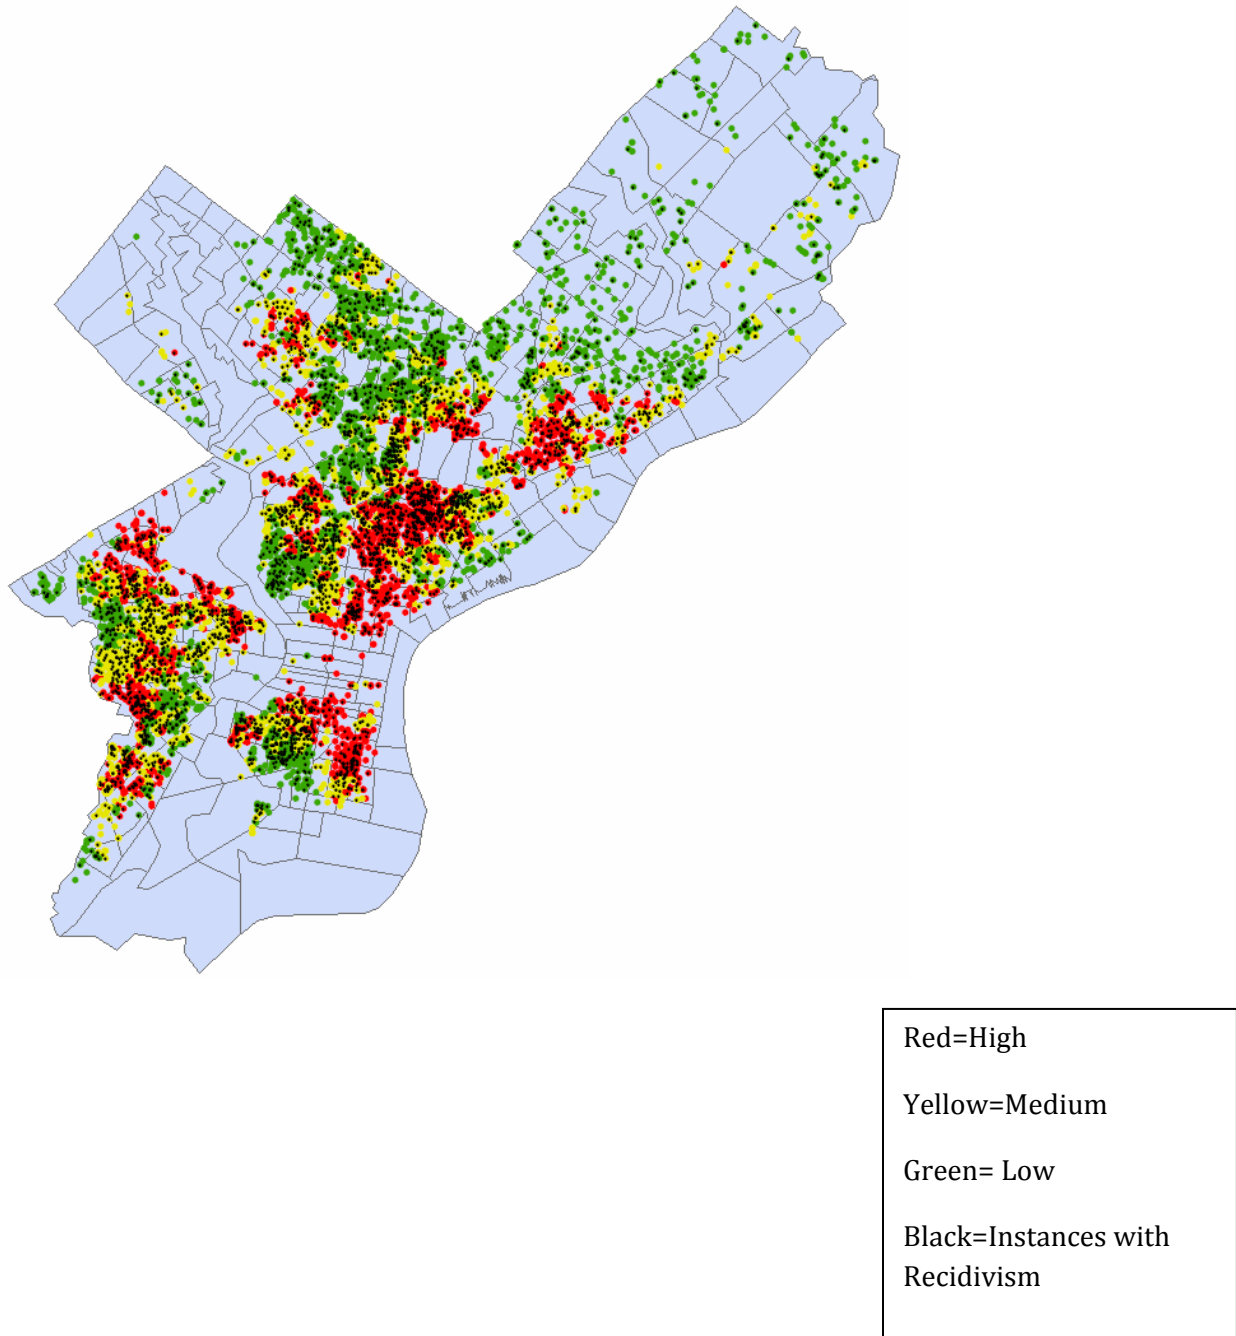 Red=High
Yellow=Medium
Green= Low
Black=Instances with
Recidivism